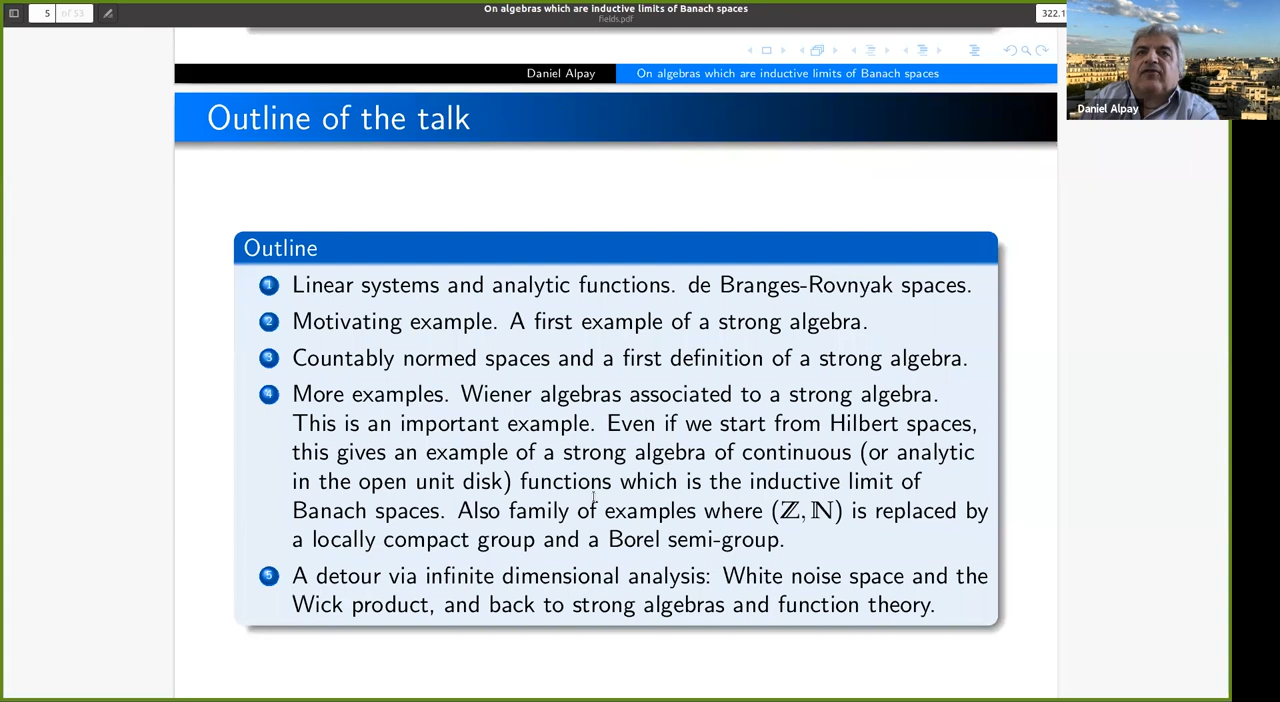 5 of 53
On algebras which are inductive limits of Banach spaces
fields.pdf
322.1
Daniel Alpay
Daniel Alpay On algebras which are inductive limits of Banach spaces
Outline of the talk
Outline
1 Linear systems and analytic functions. de Branges-Rovnyak spaces.
2 Motivating example. A first example of a strong algebra.
3 Countably normed spaces and a first definition of a strong algebra.
4 More examples. Wiener algebras associated to a strong algebra.
This is an important example. Even if we start from Hilbert spaces,
this gives an example of a strong algebra of continuous (or analytic
in the open unit disk) functions which is the inductive limit of
Banach spaces. Also family of examples where (ℤ, ℕ) is replaced by
a locally compact group and a Borel semi-group.
5 A detour via infinite dimensional analysis: White noise space and the
Wick product, and back to strong algebras and function theory.